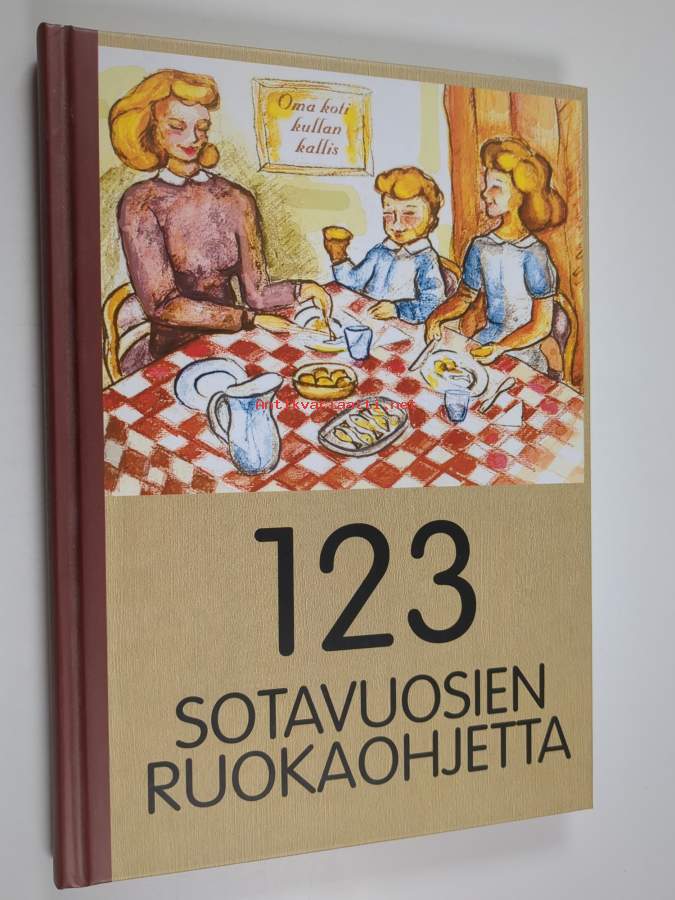 Oma koti
kullan
kallis
Antikvariaatti.net
123
SOTAVUOSIEN
RUOKAOHJETTA